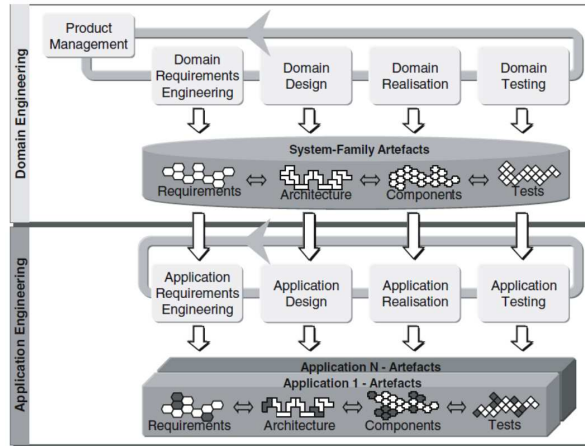 Domain Engineering
Product
Management
Domain
Requirements
Engineering
Domain
Design
Domain
Realisation
Domain
Testing
System-Family Artefacts
Requirements
Architecture
Components
Tests
Application Engineering
Application
Requirements
Engineering
Application
Design
Application
Realisation
Application
Testing
Application N - Artefacts
Application 1 - Artefacts
Requirements
Architecture
Components
Tests